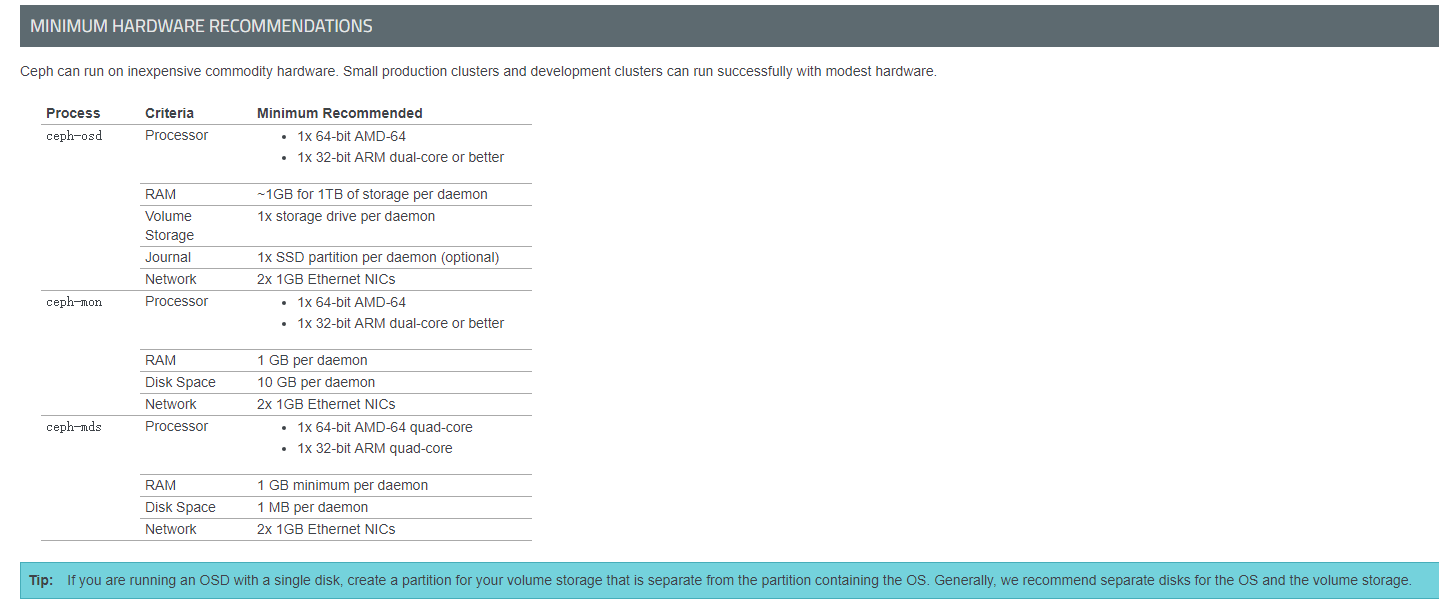 MINIMUM HARDWARE RECOMMENDATIONS
Ceph can run on inexpensive commodity hardware. Small production clusters and development clusters can run successfully with modest hardware.
Process Criteria Minimum Recommended
ceph-osd Processor • 1x 64-bit AMD-64
• 1x 32-bit ARM dual-core or better
RAM ~1GB for 1TB of storage per daemon
Volume Storage 1x storage drive per daemon
Journal 1x SSD partition per daemon (optional)
Network 2x 1GB Ethernet NICs
ceph-mon Processor • 1x 64-bit AMD-64
• 1x 32-bit ARM dual-core or better
RAM 1 GB per daemon
Disk Space 10 GB per daemon
Network 2x 1GB Ethernet NICs
ceph-mds Processor • 1x 64-bit AMD-64 quad-core
• 1x 32-bit ARM quad-core
RAM 1 GB minimum per daemon
Disk Space 1 MB per daemon
Network 2x 1GB Ethernet NICs
Tip: If you are running an OSD with a single disk, create a partition for your volume storage that is separate from the partition containing the OS. Generally, we recommend separate disks for the OS and the volume storage.